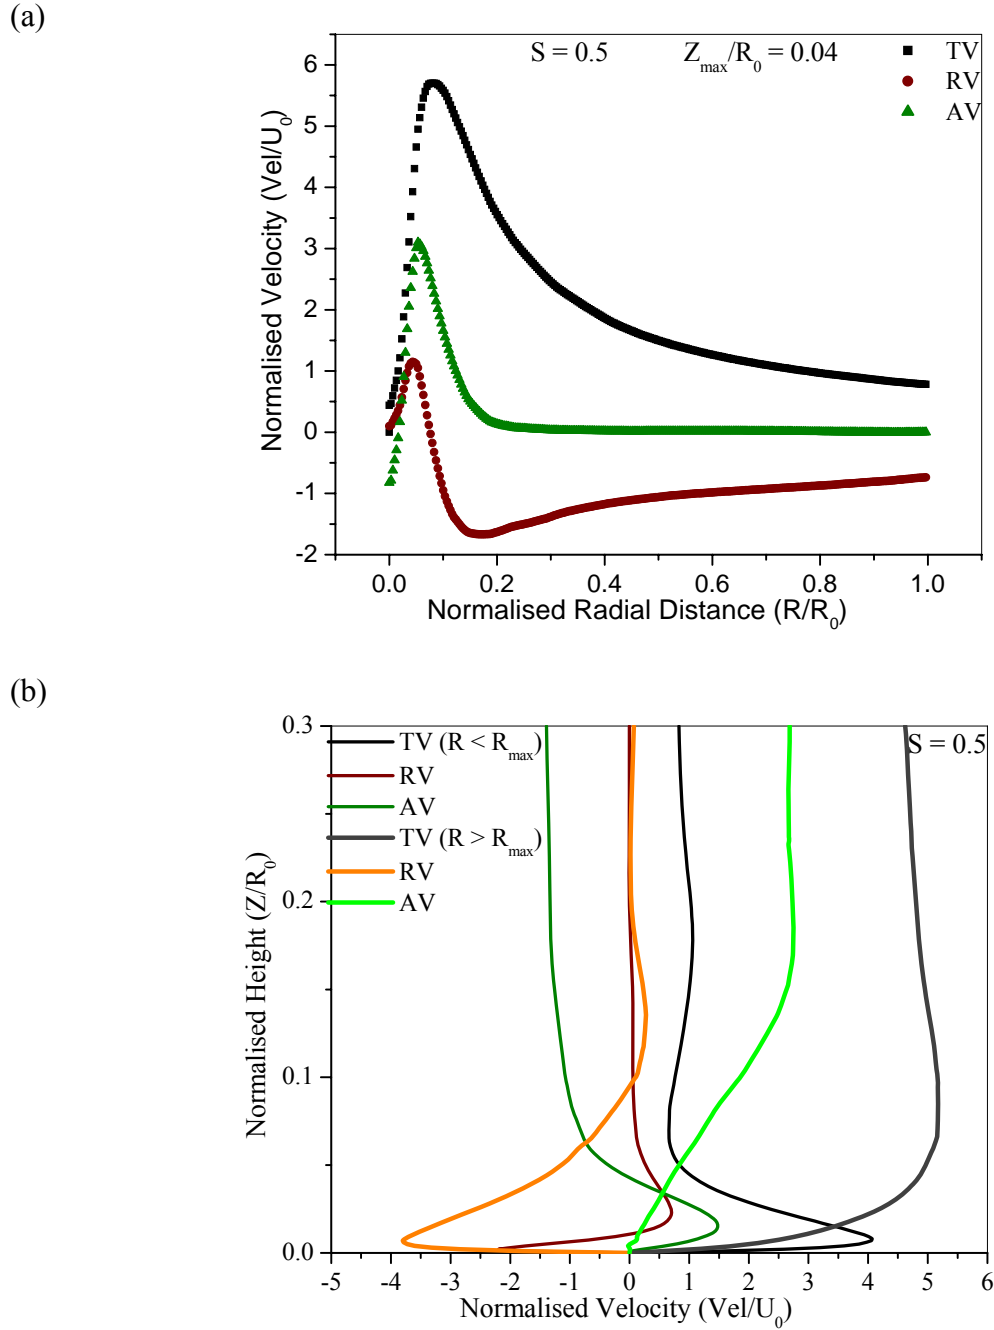 (a)
S = 0.5 Z_max/R_0 = 0.04
TV
RV
AV
Normalised Velocity (Vel/U_0)
6
5
4
3
2
1
0
-1
-2
0.0 0.2 0.4 0.6 0.8 1.0
Normalised Radial Distance (R/R_0)
(b)
S = 0.5
TV (R < R_max)
RV
AV
TV (R > R_max)
RV
AV
Normalised Height (Z/R_0)
0.3
0.2
0.1
0.0
-5 -4 -3 -2 -1 0 1 2 3 4 5 6
Normalised Velocity (Vel/U_0)